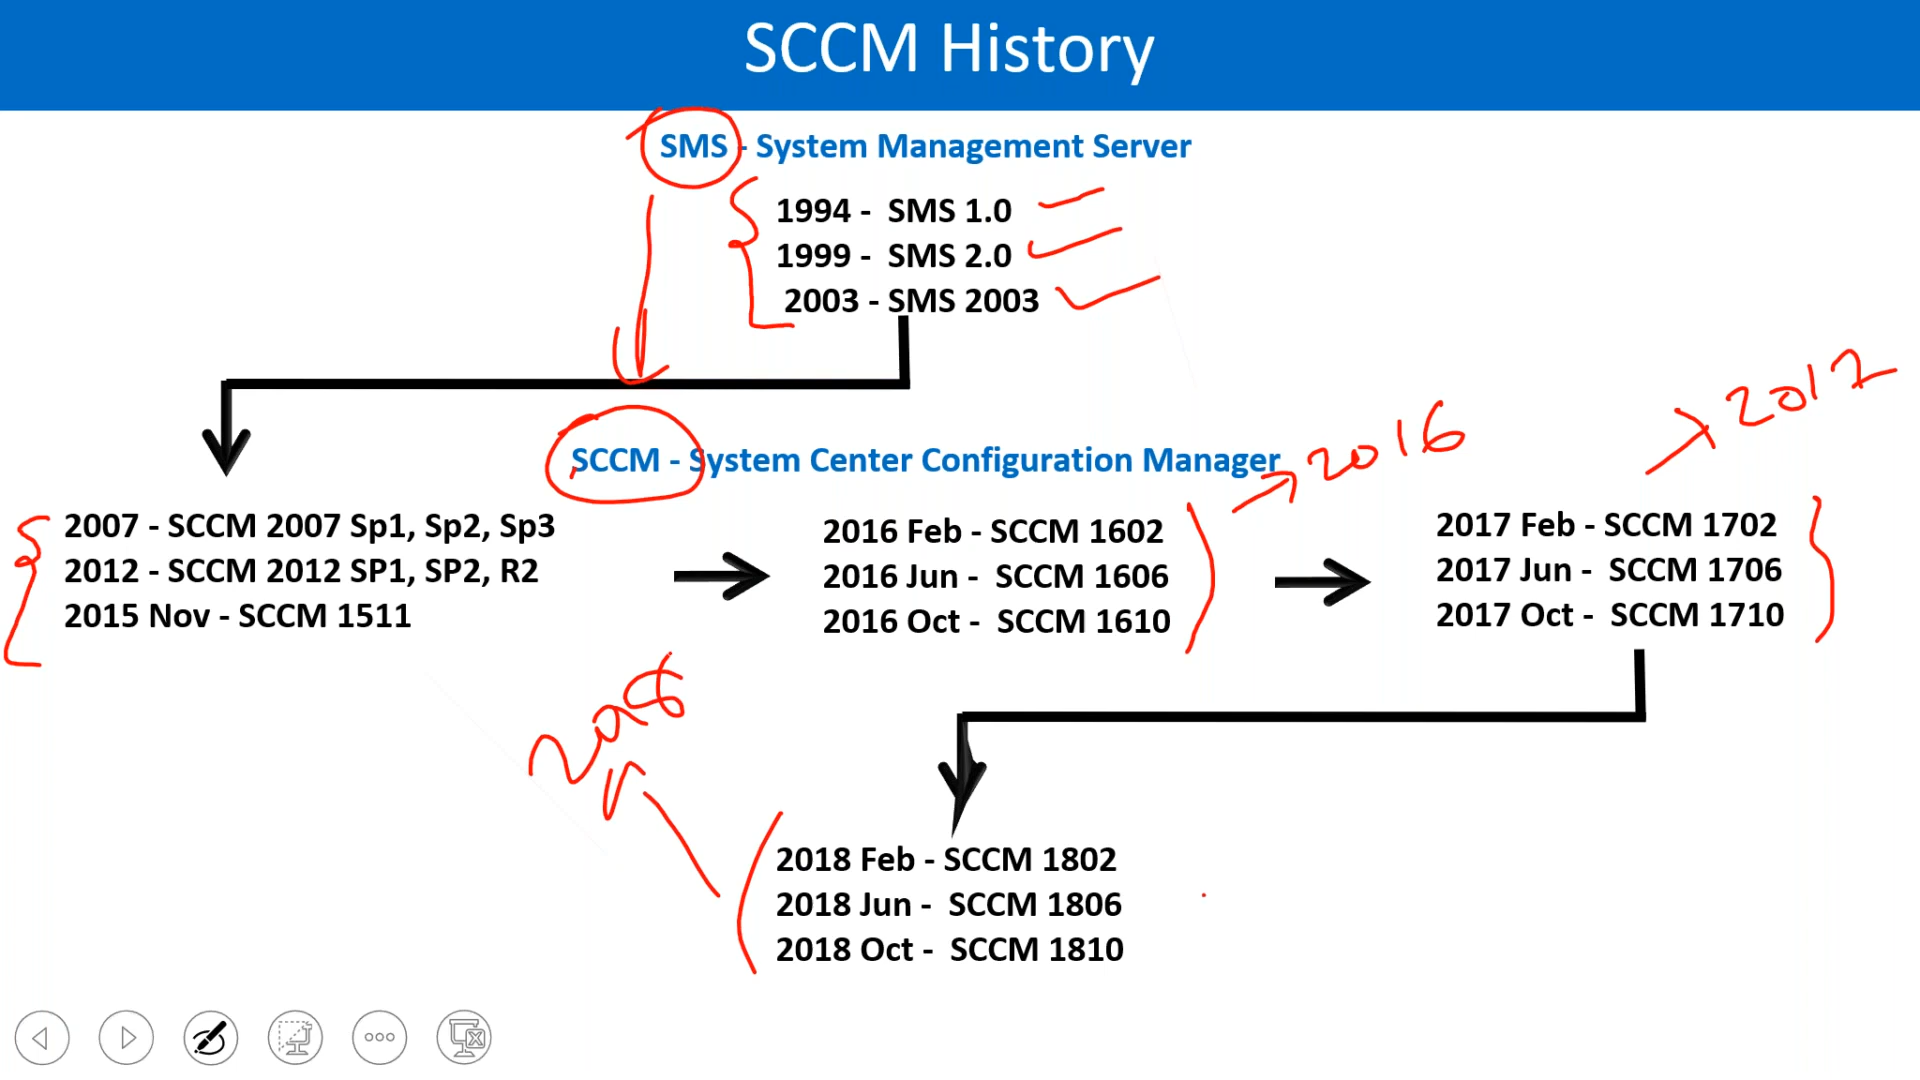 SCCM History
SMS - System Management Server
1994 - SMS 1.0
1999 - SMS 2.0
2003 - SMS 2003
SCCM - System Center Configuration Manager
2007 - SCCM 2007 Sp1, Sp2, Sp3
2012 - SCCM 2012 SP1, SP2, R2
2015 Nov - SCCM 1511
2016
2016 Feb - SCCM 1602
2016 Jun - SCCM 1606
2016 Oct - SCCM 1610
2017
2017 Feb - SCCM 1702
2017 Jun - SCCM 1706
2017 Oct - SCCM 1710
2018
2018 Feb - SCCM 1802
2018 Jun - SCCM 1806
2018 Oct - SCCM 1810